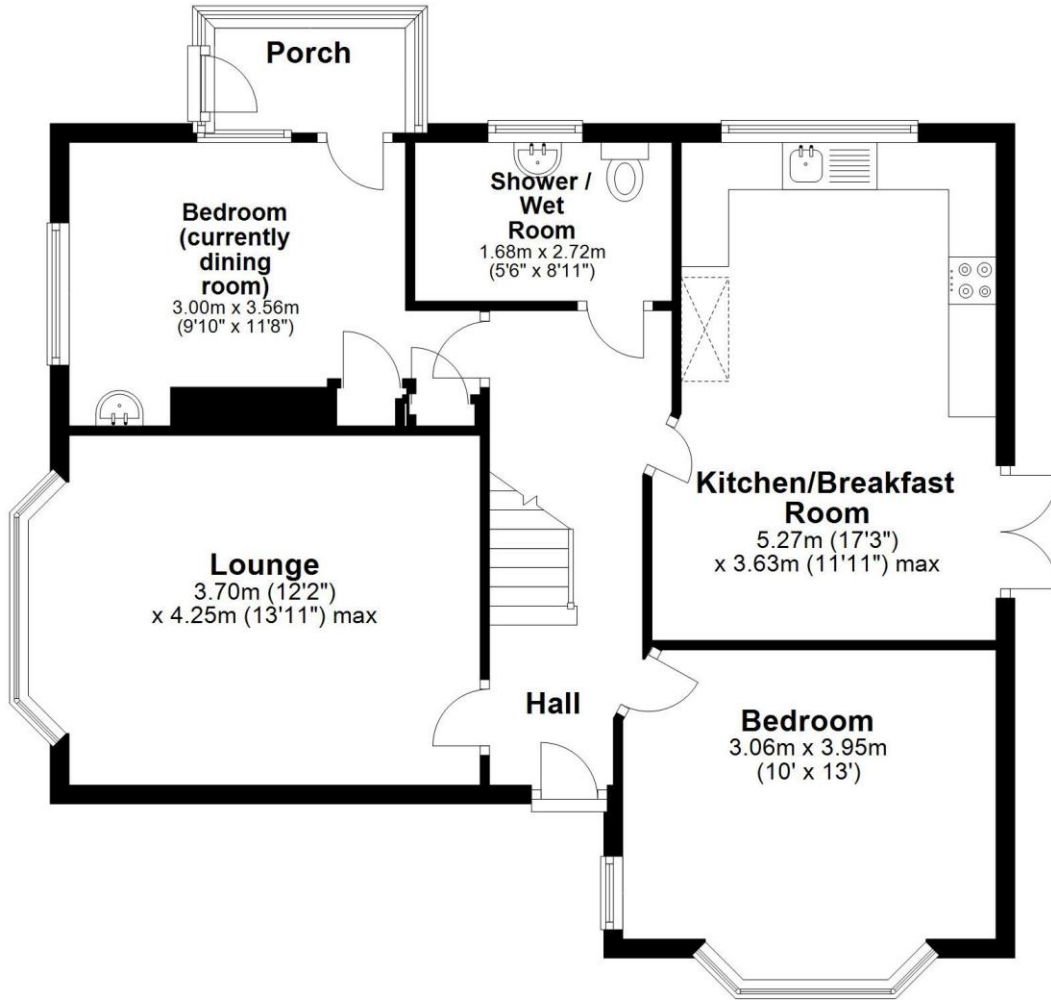 Porch
Bedroom
(currently
dining
room)
3.00m x 3.56m
(9'10" x 11'8")
Shower /
Wet
Room
1.68m x 2.72m
(5'6" x 8'11")
Kitchen/Breakfast
Room
5.27m (17'3")
x 3.63m (11'11") max
Lounge
3.70m (12'2")
x 4.25m (13'11") max
Hall
Bedroom
3.06m x 3.95m
(10' x 13')